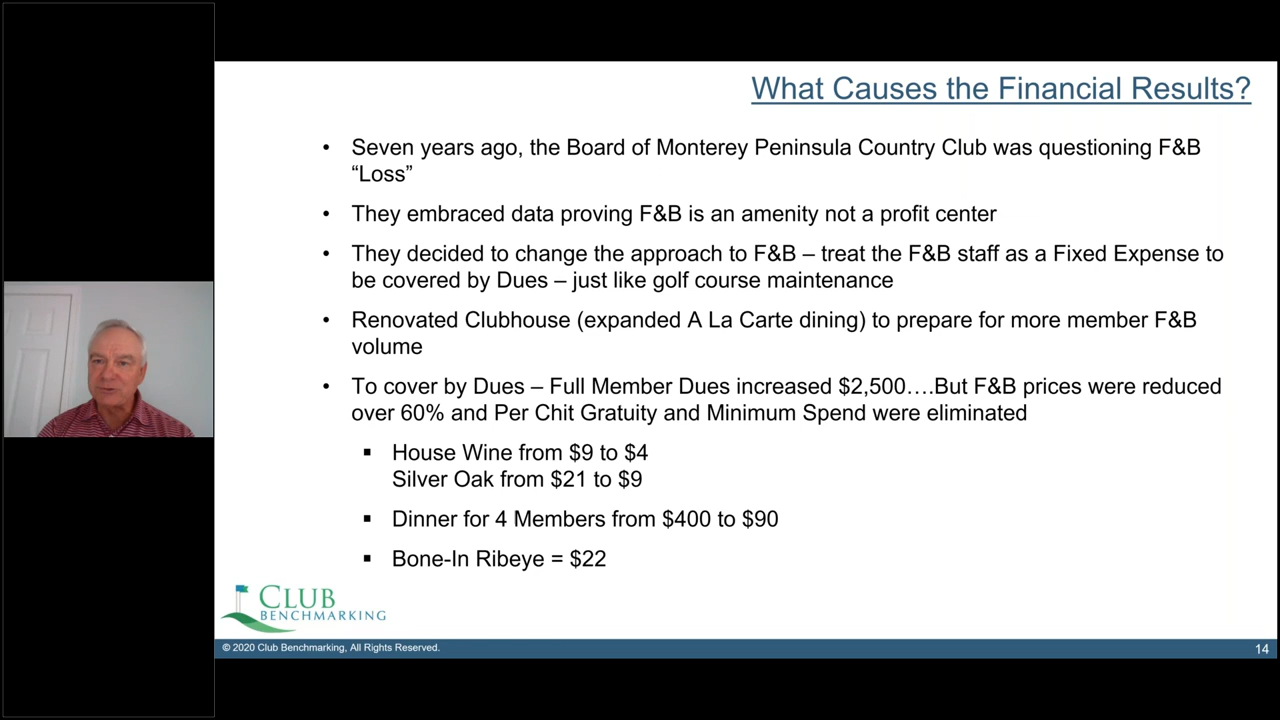 What Causes the Financial Results?
• Seven years ago, the Board of Monterey Peninsula Country Club was questioning F&B
“Loss”
• They embraced data proving F&B is an amenity not a profit center
• They decided to change the approach to F&B – treat the F&B staff as a Fixed Expense to
be covered by Dues – just like golf course maintenance
• Renovated Clubhouse (expanded A La Carte dining) to prepare for more member F&B
volume
• To cover by Dues – Full Member Dues increased $2,500….But F&B prices were reduced
over 60% and Per Chit Gratuity and Minimum Spend were eliminated
▪ House Wine from $9 to $4
Silver Oak from $21 to $9
▪ Dinner for 4 Members from $400 to $90
▪ Bone-In Ribeye = $22
CLUB
BENCHMARKING
© 2020 Club Benchmarking, All Rights Reserved.
14